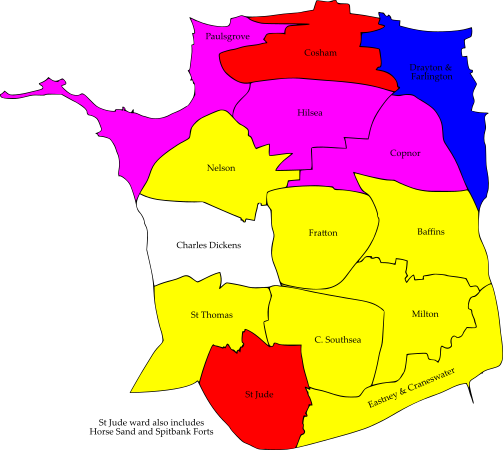 Paulsgrove
Cosham
Drayton &
Farlington
Hilsea
Copnor
Nelson
Charles Dickens
Fratton
Baffins
St Thomas
C. Southsea
Milton
Eastney & Craneswater
St Jude
St Jude ward also includes
Horse Sand and Spitbank Forts